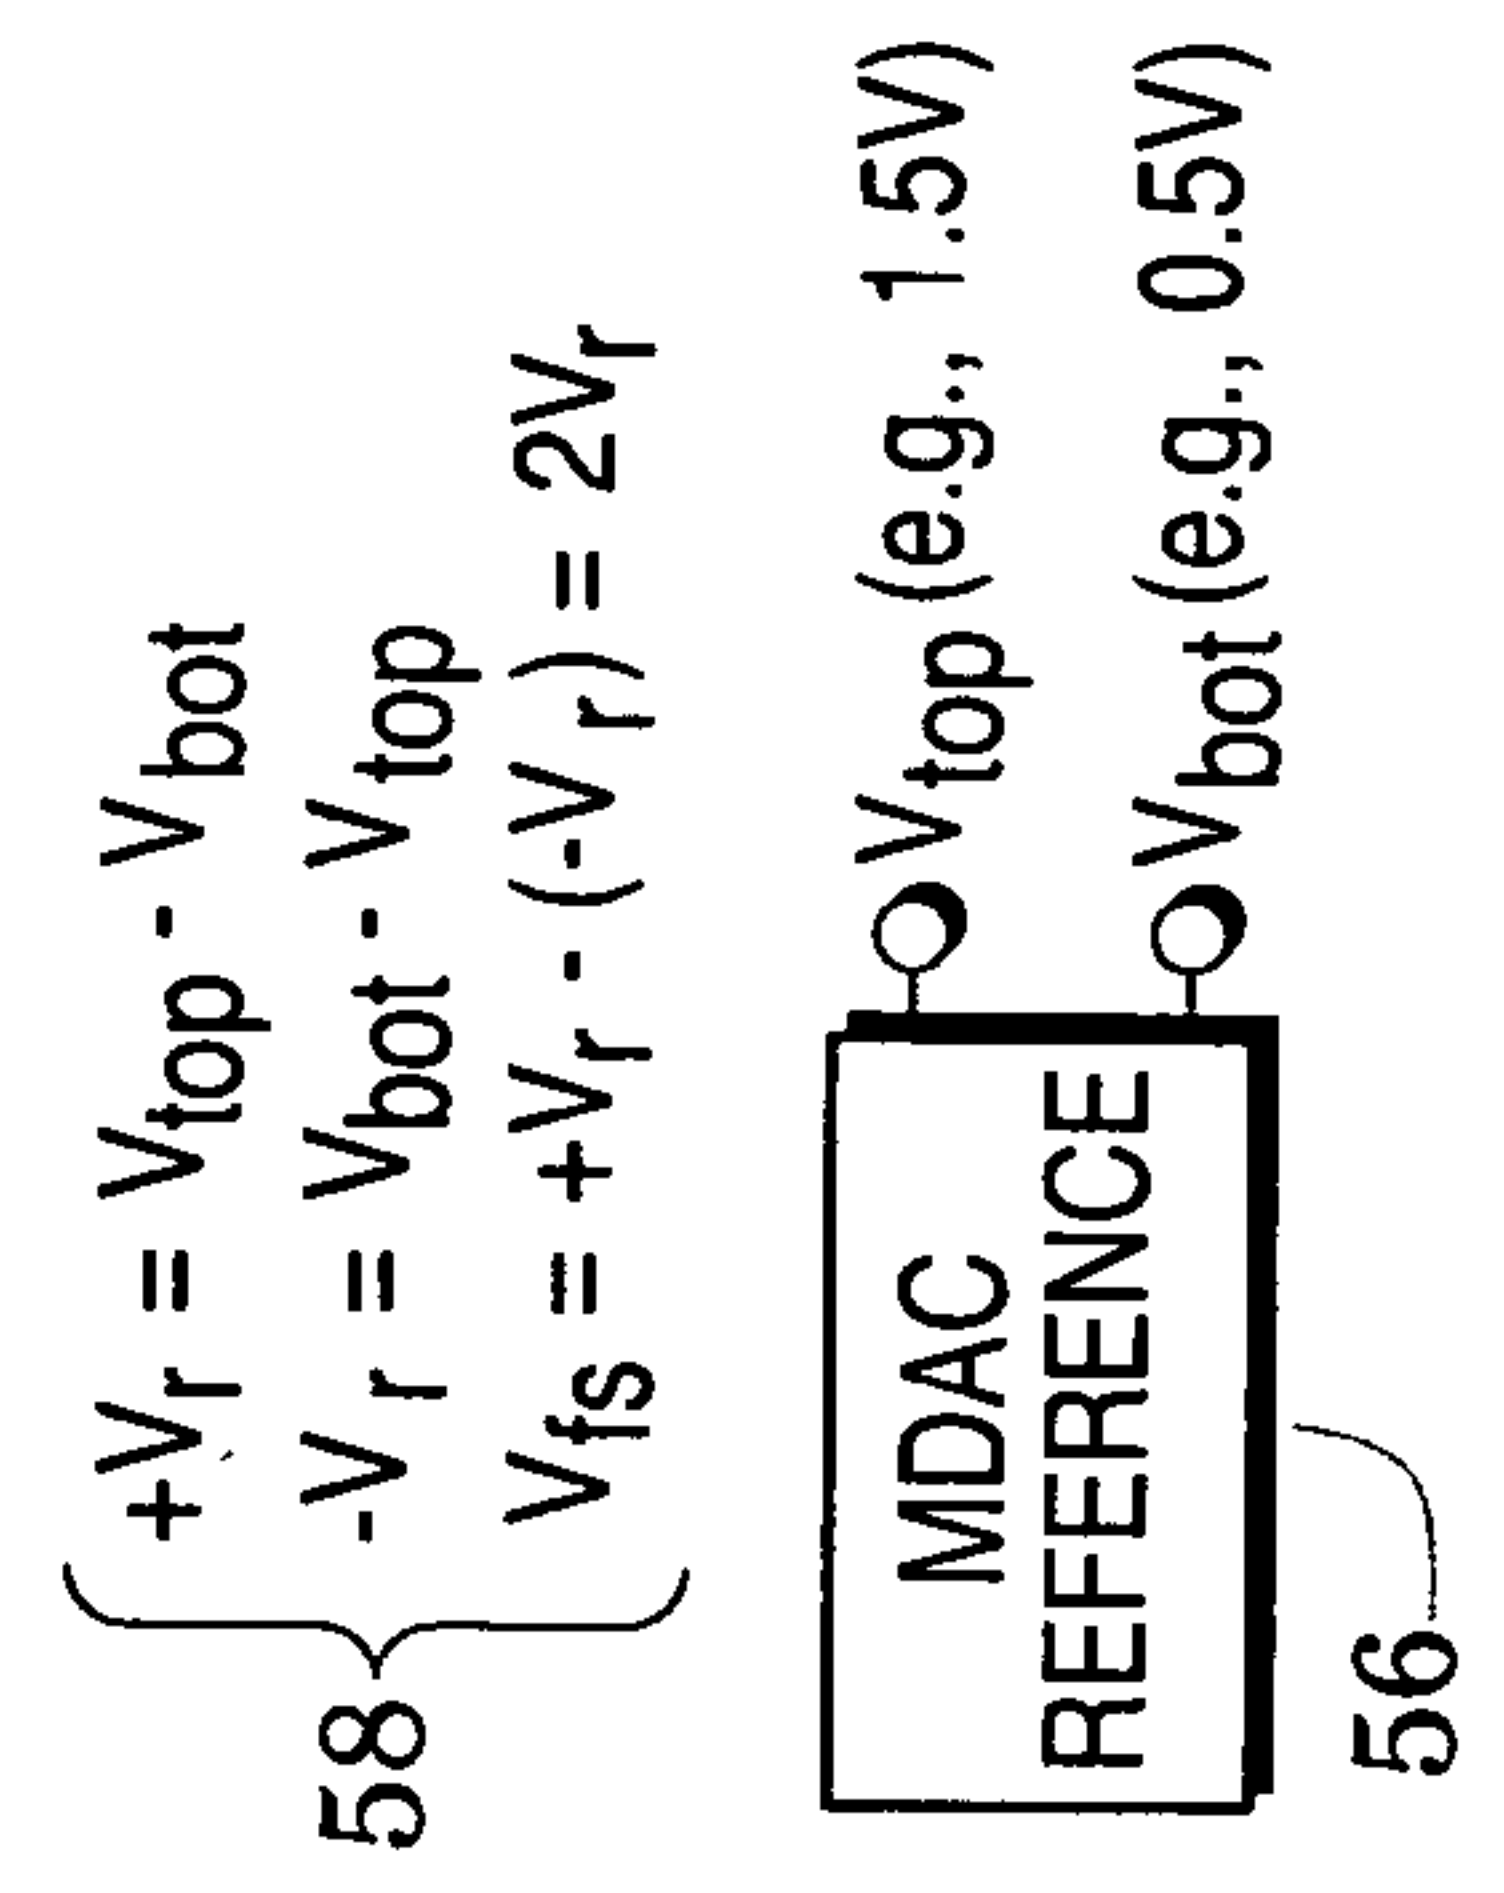 +Vr = Vtop - Vbot
58 -Vr = Vbot - Vtop
Vfs = +Vr - (-Vr) = 2Vr
MDAC
REFERENCE
Vtop (e.g., 1.5V)
Vbot (e.g., 0.5V)
56